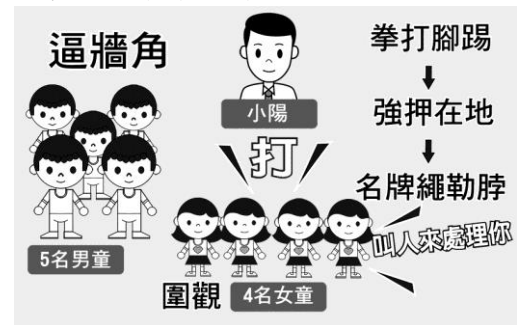 逼牆角
5名男童
小陽
打
圍觀
4名女童
拳打腳踢
強押在地
名牌繩勒脖
叫人來處理你